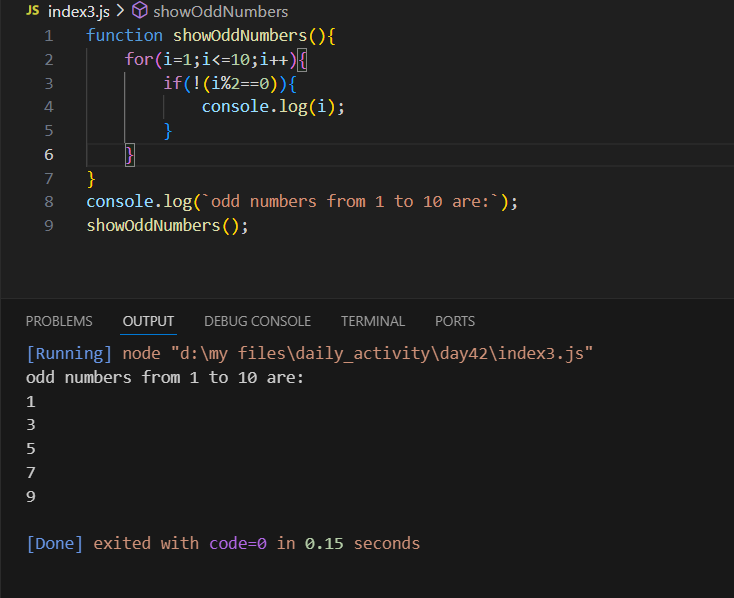 JS index3.js > showOddNumbers
1 function showOddNumbers(){
2     for(i=1;i<=10;i++){
3         if(!(i%2==0)){
4             console.log(i);
5         }
6     }
7 }
8 console.log(`odd numbers from 1 to 10 are:`);
9 showOddNumbers();
PROBLEMS OUTPUT DEBUG CONSOLE TERMINAL PORTS
[Running] node "d:\my files\daily_activity\day42\index3.js"
odd numbers from 1 to 10 are:
1
3
5
7
9
[Done] exited with code=0 in 0.15 seconds